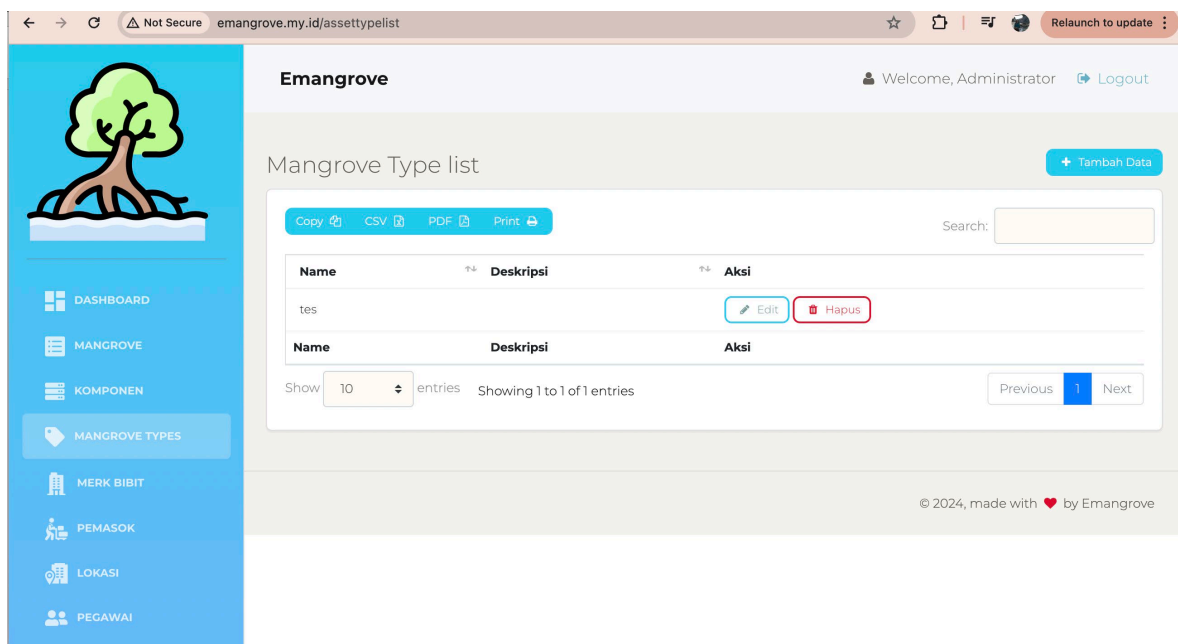 Not Secure emangrove.my.id/assettypelist Relaunch to update
Emangrove Welcome, Administrator Logout
Mangrove Type list + Tambah Data
Copy CSV PDF Print Search:
Name Deskripsi Aksi
tes Edit Hapus
Name Deskripsi Aksi
Show 10 entries Showing 1 to 1 of 1 entries Previous 1 Next
DASHBOARD
MANGROVE
KOMPONEN
MANGROVE TYPES
MERK BIBIT
PEMASOK
LOKASI
PEGAWAI
© 2024, made with by Emangrove